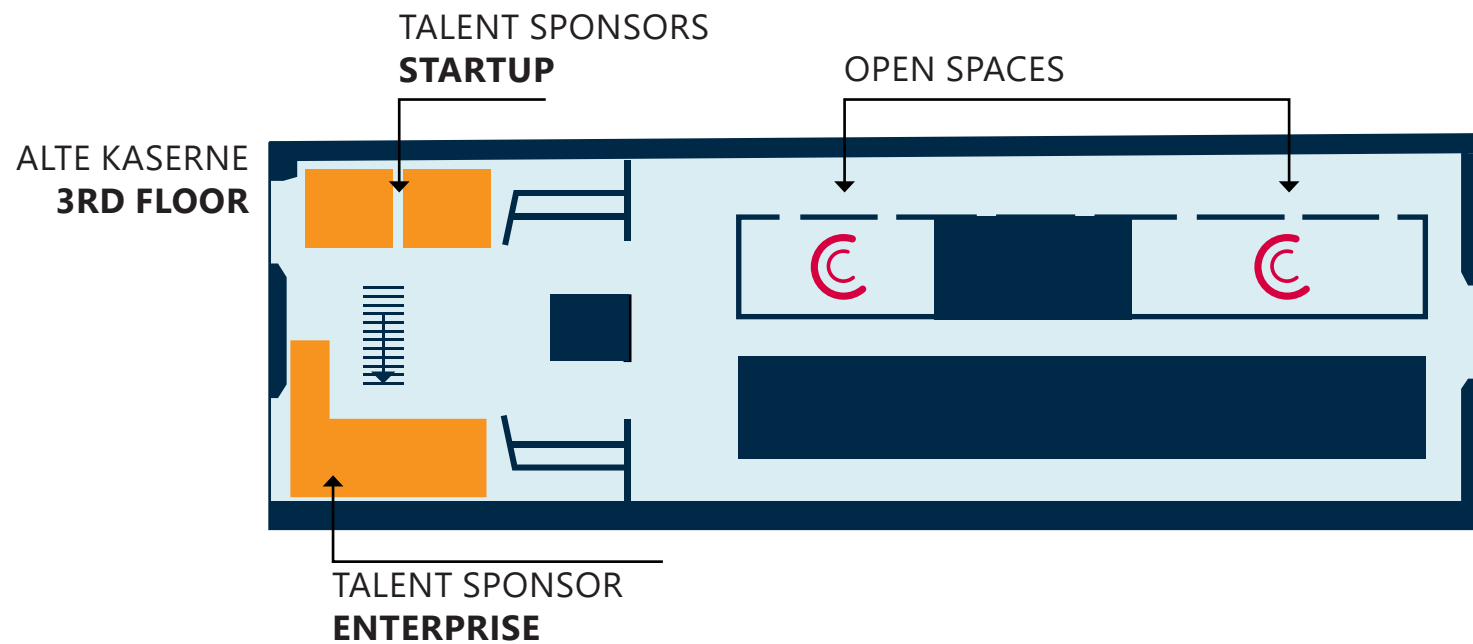 TALENT SPONSORS
STARTUP
OPEN SPACES
ALTE KASERNE
3RD FLOOR
TALENT SPONSOR
ENTERPRISE